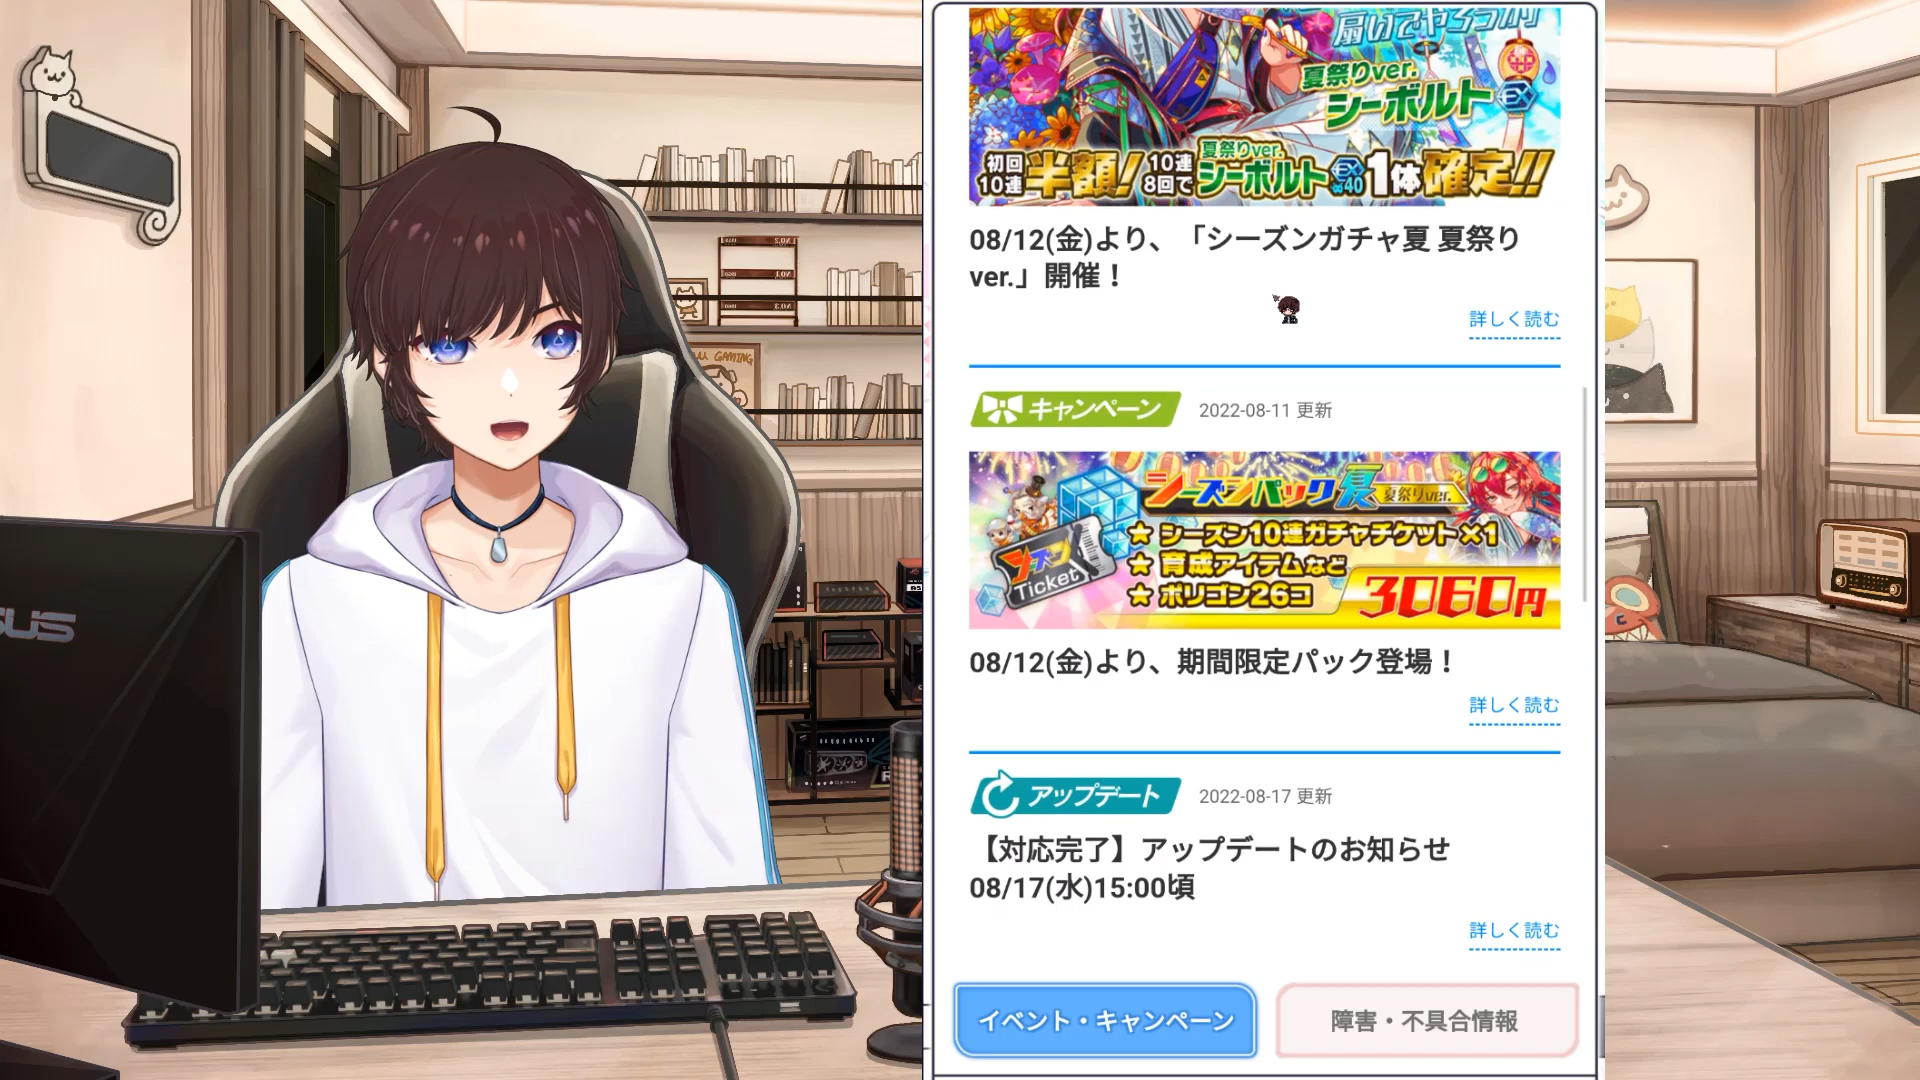 夏祭りver.
シーボルト EX
初回
10連
半額!
10連
8回で
夏祭りver.
シーボルト EX ∞40 1体確定!!
08/12(金)より、「シーズンガチャ夏 夏祭り
ver.」開催！
詳しく読む
キャンペーン
2022-08-11 更新
シーズンパック夏 夏祭りver.
★ シーズン10連ガチャチケット×1
★ 育成アイテムなど
★ ポリゴン26コ
シーズン
Ticket
3060円
08/12(金)より、期間限定パック登場！
詳しく読む
アップデート
2022-08-17 更新
【対応完了】アップデートのお知らせ
08/17(水)15:00頃
詳しく読む
イベント・キャンペーン
障害・不具合情報
GAMING
SUS